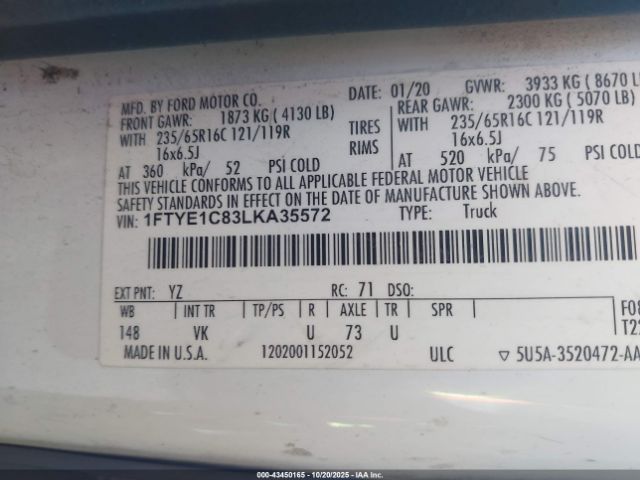 MFD. BY FORD MOTOR CO.
DATE: 01/20 GVWR: 3933 KG ( 8670 LB
FRONT GAWR: 1873 KG ( 4130 LB)
REAR GAWR: 2300 KG ( 5070 LB)
WITH 235/65R16C 121/119R TIRES WITH 235/65R16C 121/119R
16x6.5J RIMS 16x6.5J
AT 360 kPa/ 52 PSI COLD AT 520 kPa/ 75 PSI COLD
THIS VEHICLE CONFORMS TO ALL APPLICABLE FEDERAL MOTOR VEHICLE
SAFETY STANDARDS IN EFFECT ON THE DATE OF MANUFACTURE SHOWN ABOVE.
VIN: 1FTYE1C83LKA35572 TYPE: Truck
EXT PNT: YZ RC: 71 DSO:
WB INT TR TP/PS R AXLE TR SPR
148 VK U 73 U
MADE IN U.S.A. 1202001152052 ULC ▽ 5U5A-3520472-AA
F08
T22
© 00-43450165 - 10/20/2025 - IAAI.COM